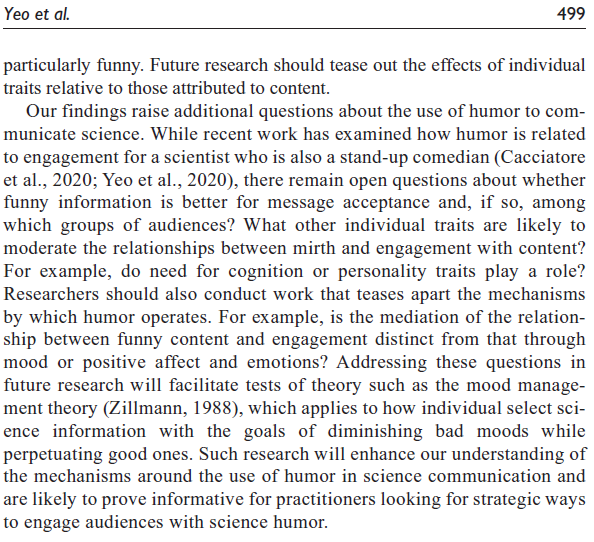 Yeo et al. 499
particularly funny. Future research should tease out the effects of individual
traits relative to those attributed to content.
Our findings raise additional questions about the use of humor to com-
municate science. While recent work has examined how humor is related
to engagement for a scientist who is also a stand-up comedian (Cacciatore
et al., 2020; Yeo et al., 2020), there remain open questions about whether
funny information is better for message acceptance and, if so, among
which groups of audiences? What other individual traits are likely to
moderate the relationships between mirth and engagement with content?
For example, do need for cognition or personality traits play a role?
Researchers should also conduct work that teases apart the mechanisms
by which humor operates. For example, is the mediation of the relation-
ship between funny content and engagement distinct from that through
mood or positive affect and emotions? Addressing these questions in
future research will facilitate tests of theory such as the mood manage-
ment theory (Zillmann, 1988), which applies to how individual select sci-
ence information with the goals of diminishing bad moods while
perpetuating good ones. Such research will enhance our understanding of
the mechanisms around the use of humor in science communication and
are likely to prove informative for practitioners looking for strategic ways
to engage audiences with science humor.